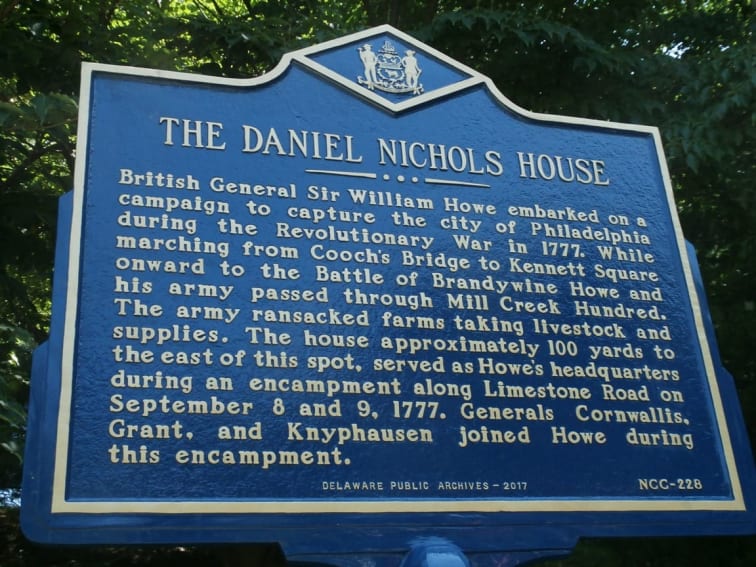 THE DANIEL NICHOLS HOUSE
British General Sir William Howe embarked on a
campaign to capture the city of Philadelphia
during the Revolutionary War in 1777. While
marching from Cooch's Bridge to Kennett Square
onward to the Battle of Brandywine Howe and
his army passed through Mill Creek Hundred.
The army ransacked farms taking livestock and
supplies. The house approximately 100 yards to
the east of this spot, served as Howe's headquarters
during an encampment along Limestone Road on
September 8 and 9, 1777. Generals Cornwallis,
Grant, and Knyphausen joined Howe during
this encampment.
DELAWARE PUBLIC ARCHIVES – 2017 NCC-228